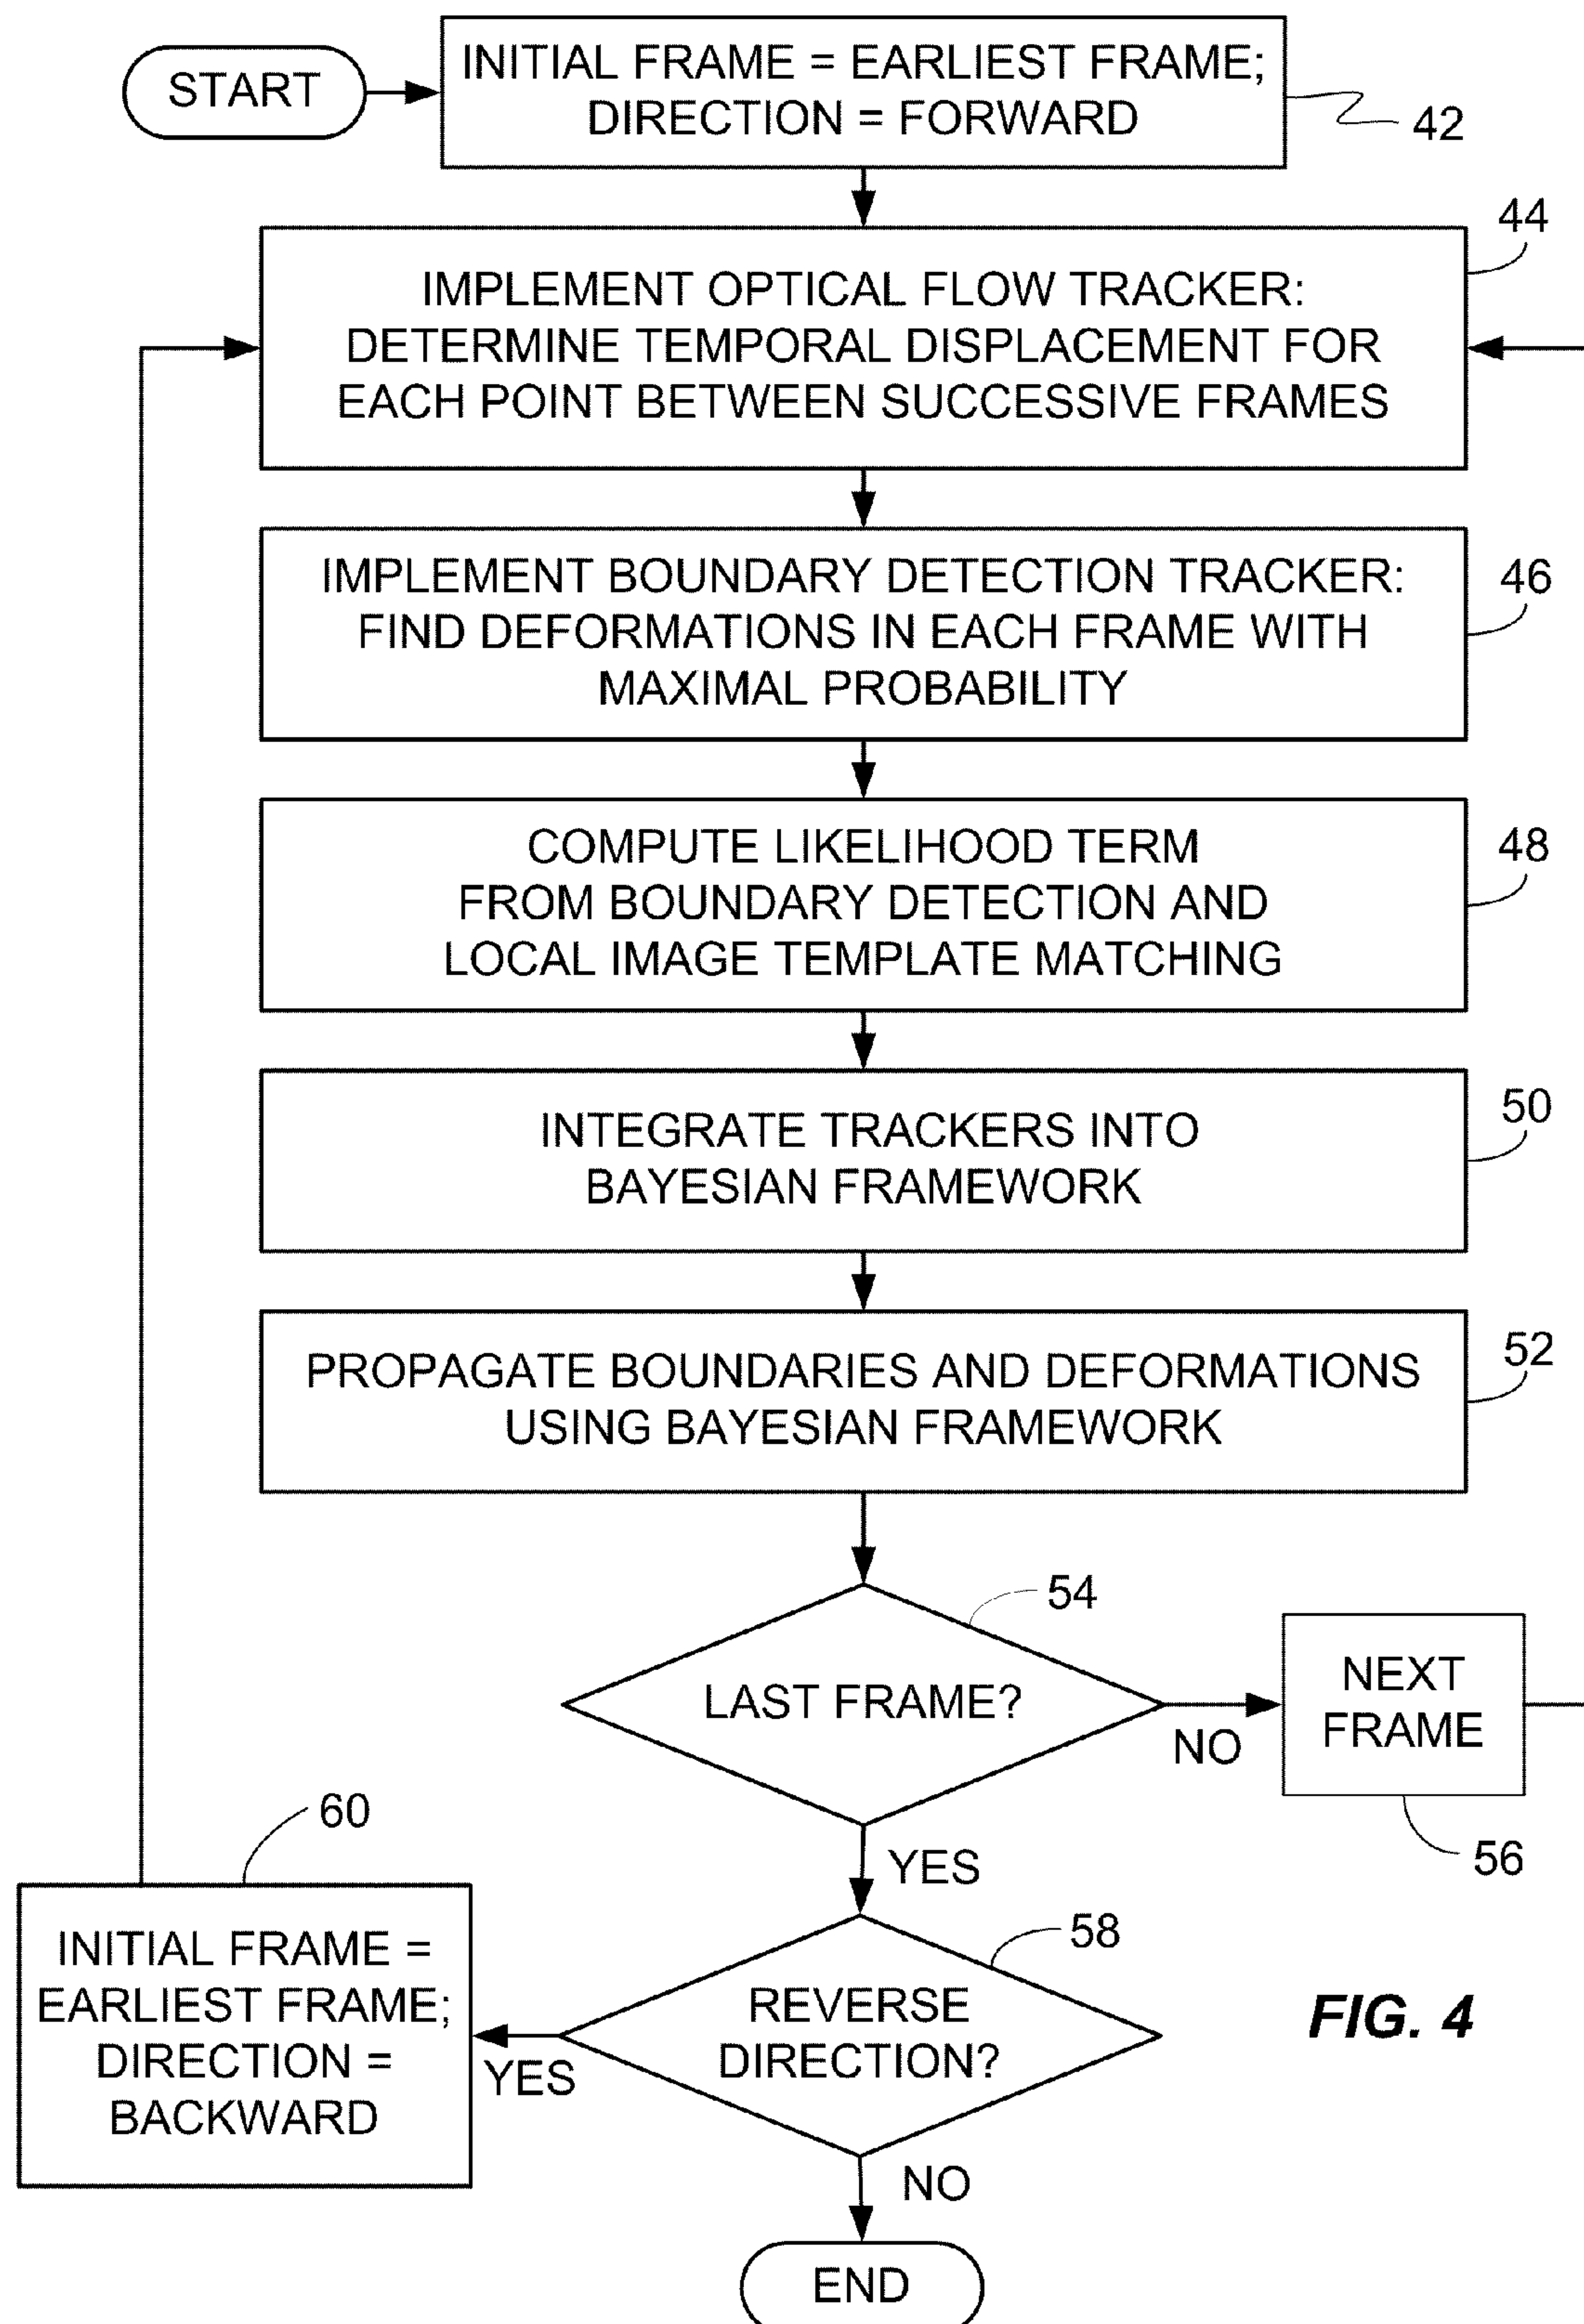 START
INITIAL FRAME = EARLIEST FRAME;
DIRECTION = FORWARD
42
44
IMPLEMENT OPTICAL FLOW TRACKER:
DETERMINE TEMPORAL DISPLACEMENT FOR
EACH POINT BETWEEN SUCCESSIVE FRAMES
IMPLEMENT BOUNDARY DETECTION TRACKER:
FIND DEFORMATIONS IN EACH FRAME WITH
MAXIMAL PROBABILITY
46
COMPUTE LIKELIHOOD TERM
FROM BOUNDARY DETECTION AND
LOCAL IMAGE TEMPLATE MATCHING
48
INTEGRATE TRACKERS INTO
BAYESIAN FRAMEWORK
50
PROPAGATE BOUNDARIES AND DEFORMATIONS
USING BAYESIAN FRAMEWORK
52
54
LAST FRAME?
NO
NEXT
FRAME
56
YES
60
58
INITIAL FRAME =
EARLIEST FRAME;
DIRECTION =
BACKWARD
YES
REVERSE
DIRECTION?
FIG. 4
NO
END